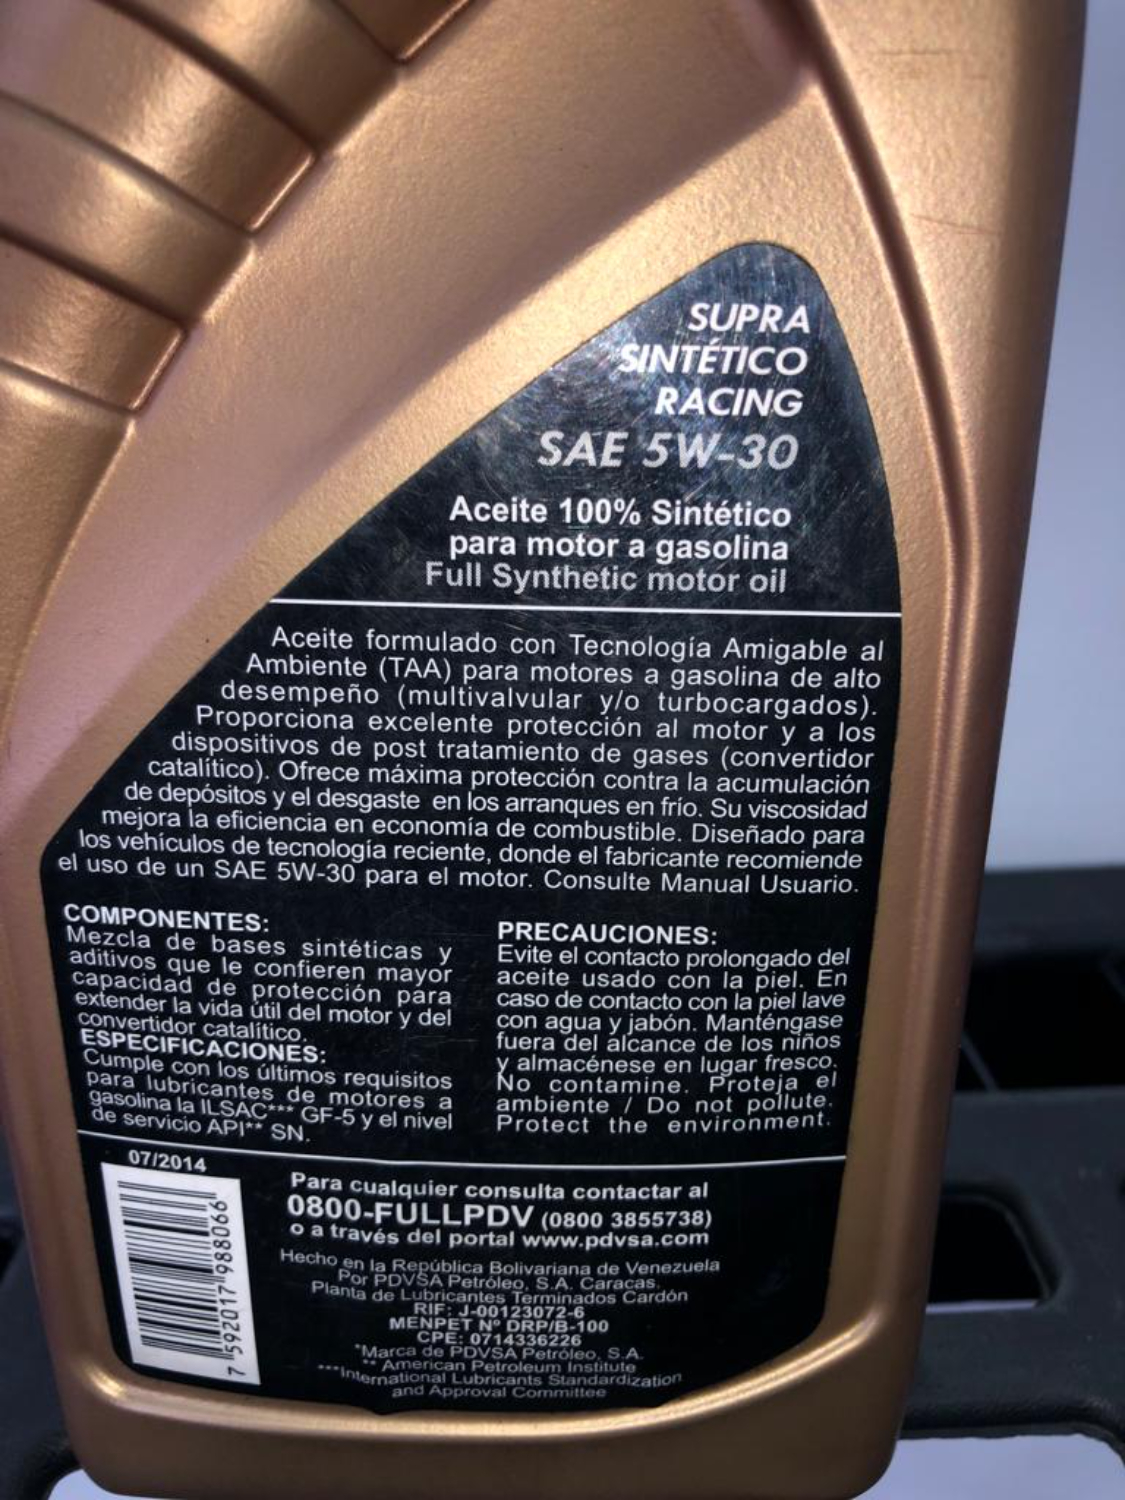 SUPRA
SINTÉTICO
RACING
SAE 5W-30
Aceite 100% Sintético
para motor a gasolina
Full Synthetic motor oil
Aceite formulado con Tecnología Amigable al
Ambiente (TAA) para motores a gasolina de alto
desempeño (multivalvular y/o turbocargados).
Proporciona excelente protección al motor y a los
dispositivos de post tratamiento de gases (convertidor
catalítico). Ofrece máxima protección contra la acumulación
de depósitos y el desgaste en los arranques en frío. Su viscosidad
mejora la eficiencia en economía de combustible. Diseñado para
los vehículos de tecnología reciente, donde el fabricante recomiende
el uso de un SAE 5W-30 para el motor. Consulte Manual Usuario.
COMPONENTES:
Mezcla de bases sintéticas y
aditivos que le confieren mayor
capacidad de protección para
extender la vida útil del motor y del
convertidor catalítico.
ESPECIFICACIONES:
Cumple con los últimos requisitos
para lubricantes de motores a
gasolina la ILSAC*** GF-5 y el nivel
de servicio API** SN.
PRECAUCIONES:
Evite el contacto prolongado del
aceite usado con la piel. En
caso de contacto con la piel lave
con agua y jabón. Manténgase
fuera del alcance de los niños
y almacénese en lugar fresco.
No contamine. Proteja el
ambiente / Do not pollute.
Protect the environment.
07/2014
7 592017 988066
Para cualquier consulta contactar al
0800-FULLPDV (0800 3855738)
o a través del portal www.pdvsa.com
Hecho en la República Bolivariana de Venezuela
Por PDVSA Petróleo, S.A. Caracas.
Planta de Lubricantes Terminados Cardón
RIF: J-00123072-6
MENPET Nº DRP/B-100
CPE: 0714336226
*Marca de PDVSA Petróleo, S.A.
** American Petroleum Institute
***International Lubricants Standardization
and Approval Committee